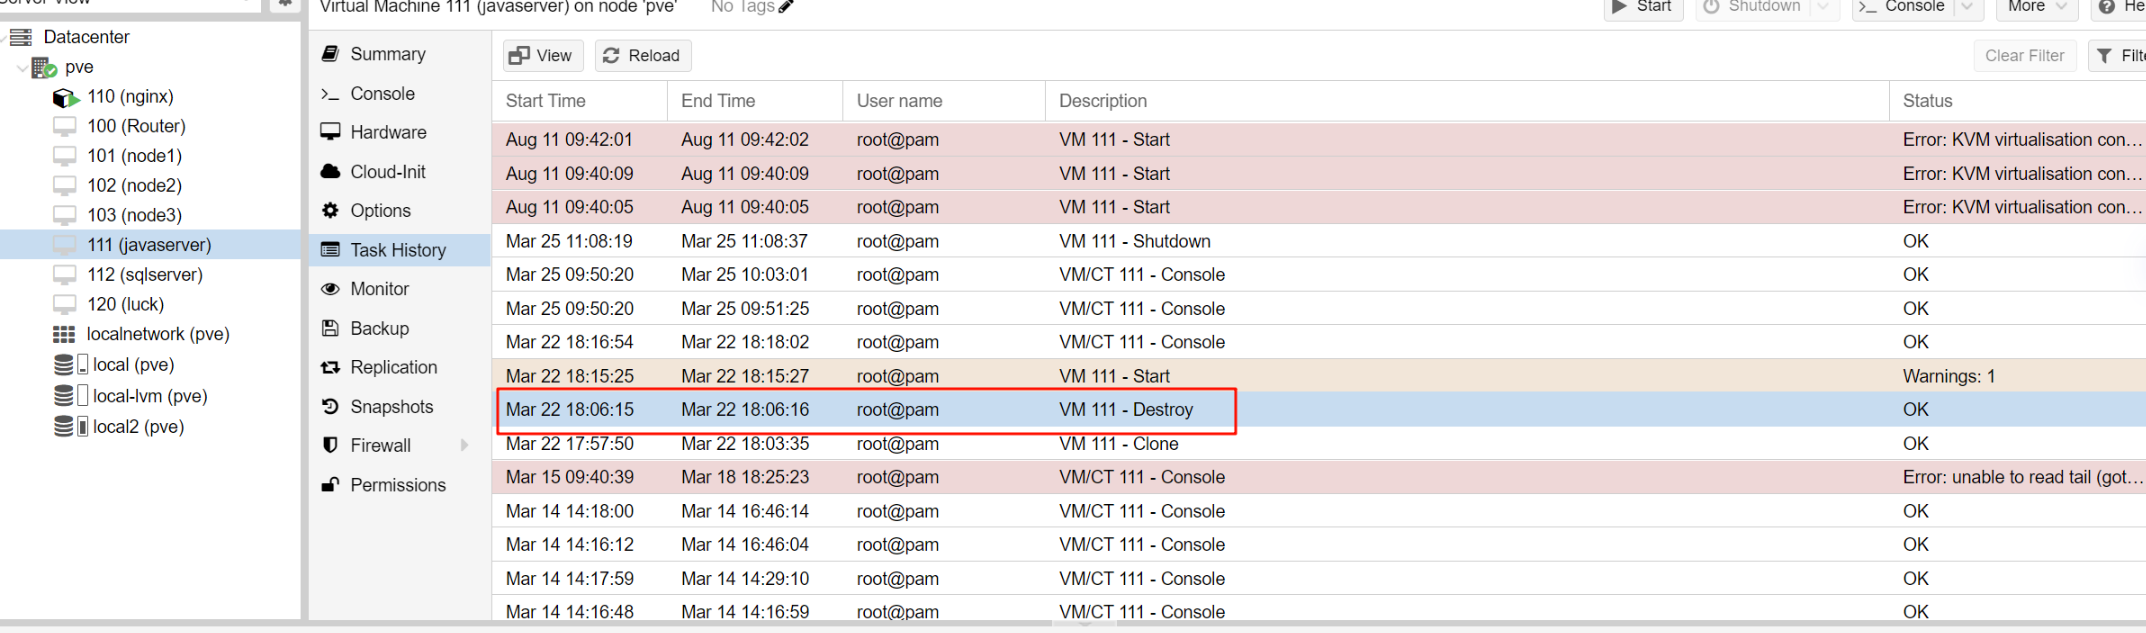 Server View
Virtual Machine 111 (javaserver) on node 'pve' No Tags
Start Shutdown Console More
Datacenter
pve
110 (nginx)
100 (Router)
101 (node1)
102 (node2)
103 (node3)
111 (javaserver)
112 (sqlserver)
120 (luck)
localnetwork (pve)
local (pve)
local-lvm (pve)
local2 (pve)
Summary
Console
Hardware
Cloud-Init
Options
Task History
Monitor
Backup
Replication
Snapshots
Firewall
Permissions
View Reload Clear Filter
Start Time End Time User name Description Status
Aug 11 09:42:01 Aug 11 09:42:02 root@pam VM 111 - Start Error: KVM virtualisation con...
Aug 11 09:40:09 Aug 11 09:40:09 root@pam VM 111 - Start Error: KVM virtualisation con...
Aug 11 09:40:05 Aug 11 09:40:05 root@pam VM 111 - Start Error: KVM virtualisation con...
Mar 25 11:08:19 Mar 25 11:08:37 root@pam VM 111 - Shutdown OK
Mar 25 09:50:20 Mar 25 10:03:01 root@pam VM/CT 111 - Console OK
Mar 25 09:50:20 Mar 25 09:51:25 root@pam VM/CT 111 - Console OK
Mar 22 18:16:54 Mar 22 18:18:02 root@pam VM/CT 111 - Console OK
Mar 22 18:15:25 Mar 22 18:15:27 root@pam VM 111 - Start Warnings: 1
Mar 22 18:06:15 Mar 22 18:06:16 root@pam VM 111 - Destroy OK
Mar 22 17:57:50 Mar 22 18:03:35 root@pam VM 111 - Clone OK
Mar 15 09:40:39 Mar 18 18:25:23 root@pam VM/CT 111 - Console Error: unable to read tail (got...
Mar 14 14:18:00 Mar 14 16:46:14 root@pam VM/CT 111 - Console OK
Mar 14 14:16:12 Mar 14 16:46:04 root@pam VM/CT 111 - Console OK
Mar 14 14:17:59 Mar 14 14:29:10 root@pam VM/CT 111 - Console OK
Mar 14 14:16:48 Mar 14 14:16:59 root@pam VM/CT 111 - Console OK